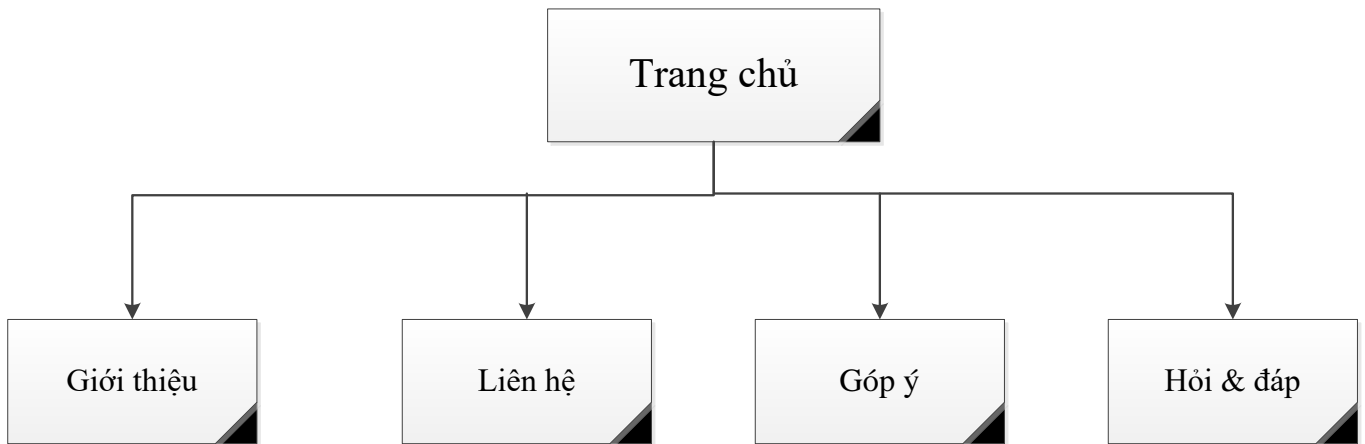 Trang chủ
Giới thiệu
Liên hệ
Góp ý
Hỏi & đáp